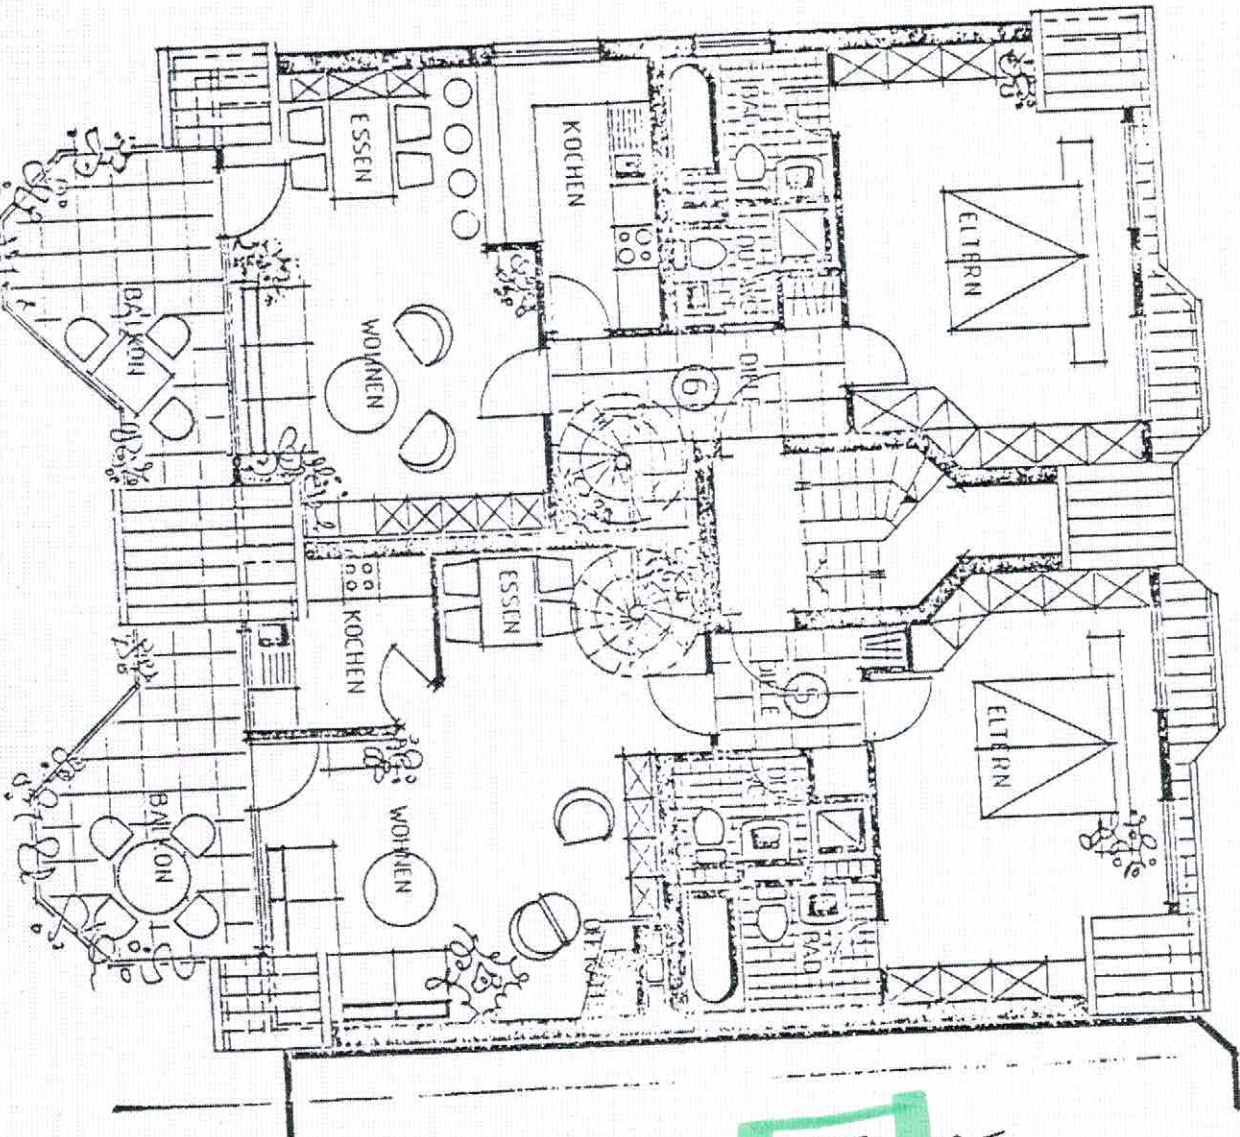 ESSEN
KOCHEN
BAD
DU
WC
ELTERN
BALKON
WOHNEN
DIELE
6
ESSEN
KOCHEN
DIELE
5
ELTERN
BALKON
WOHNEN
BAD